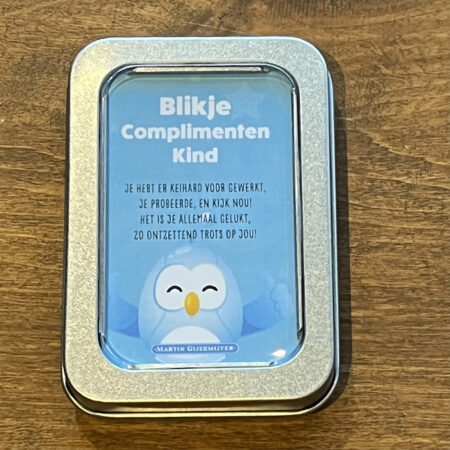 Blikje
Complimenten
Kind
JE HEBT ER KEIHARD VOOR GEWERKT,
JE PROBEERDE, EN KIJK NOU!
HET IS JE ALLEMAAL GELUKT,
ZO ONTZETTEND TROTS OP JOU!
MARTIN GIJZEMIJTER